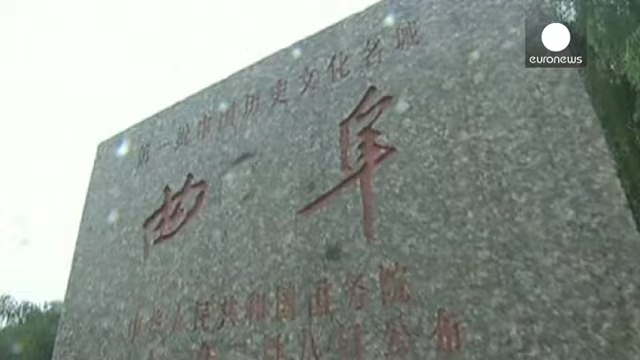 euronews
第一批中国历史文化名城
曲阜
中华人民共和国国务院